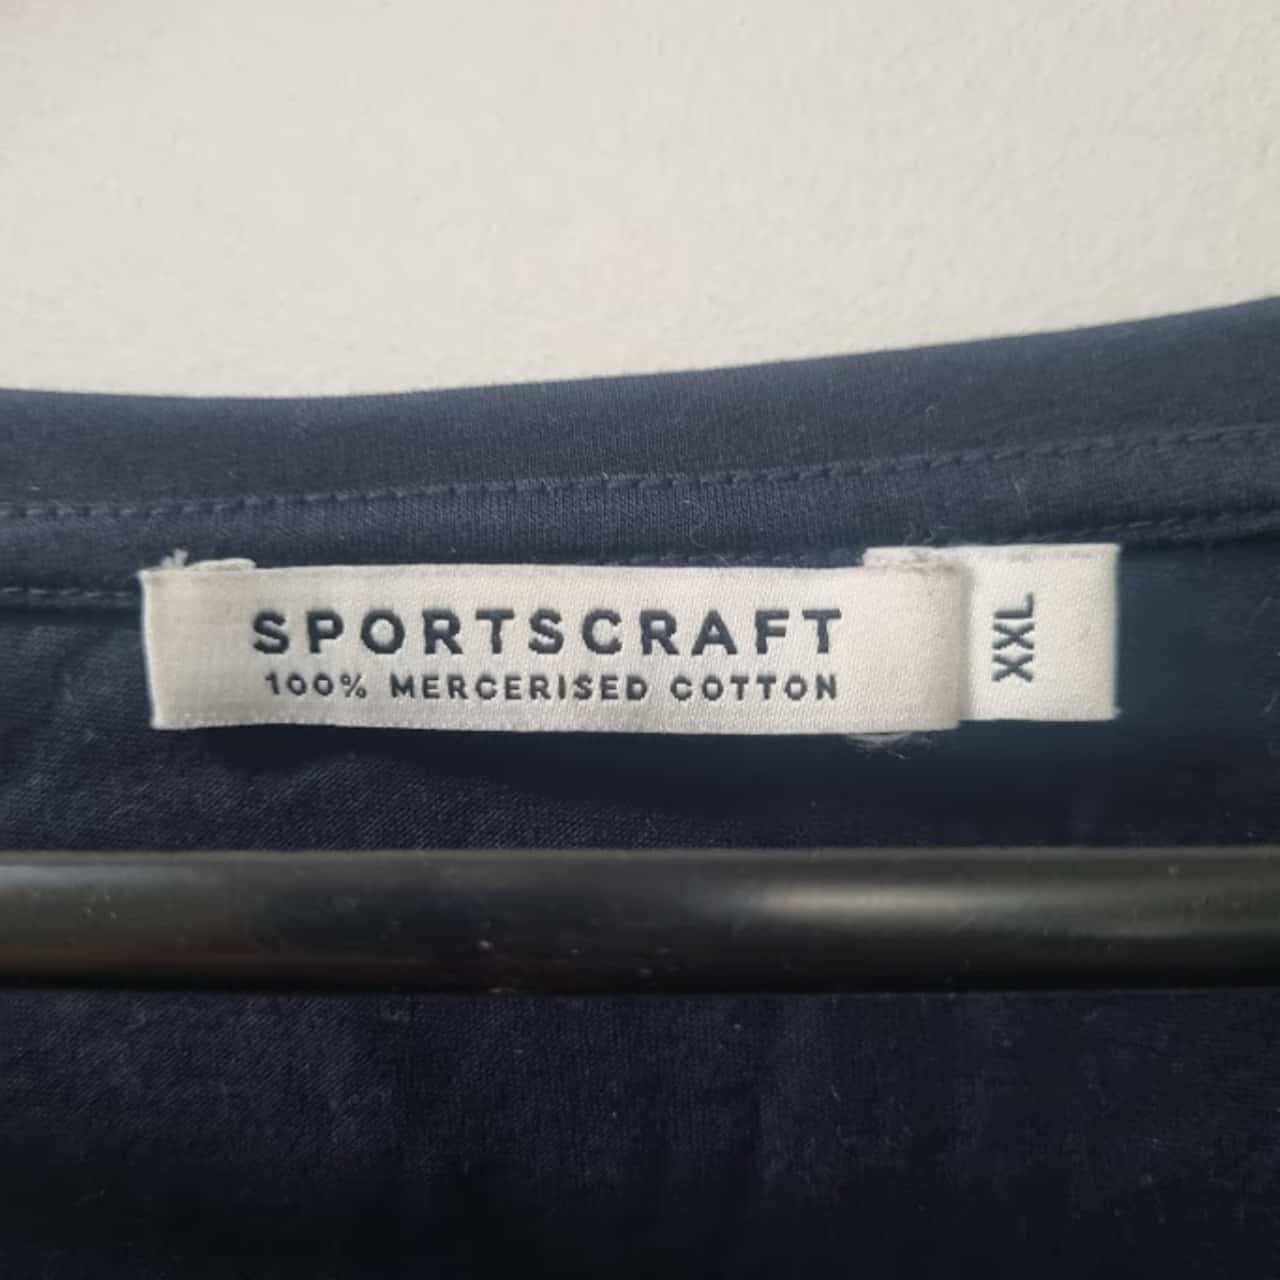 SPORTSCRAFT
100% MERCERISED COTTON
XXL